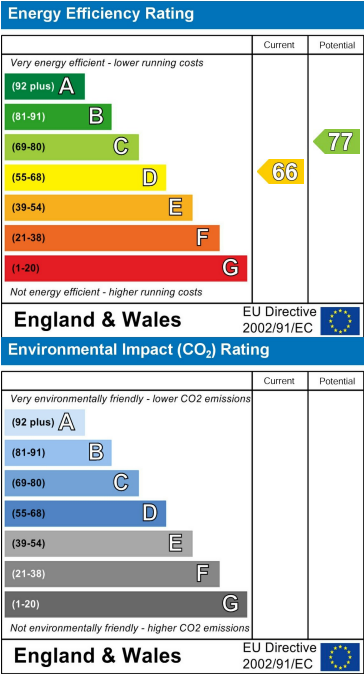 Energy Efficiency Rating
Current Potential
Very energy efficient - lower running costs
(92 plus) A
(81-91) B
(69-80) C
77
(55-68) D
66
(39-54) E
(21-38) F
(1-20) G
Not energy efficient - higher running costs
England & Wales
EU Directive
2002/91/EC
Environmental Impact (CO₂) Rating
Current Potential
Very environmentally friendly - lower CO2 emissions
(92 plus) A
(81-91) B
(69-80) C
(55-68) D
(39-54) E
(21-38) F
(1-20) G
Not environmentally friendly - higher CO2 emissions
England & Wales
EU Directive
2002/91/EC